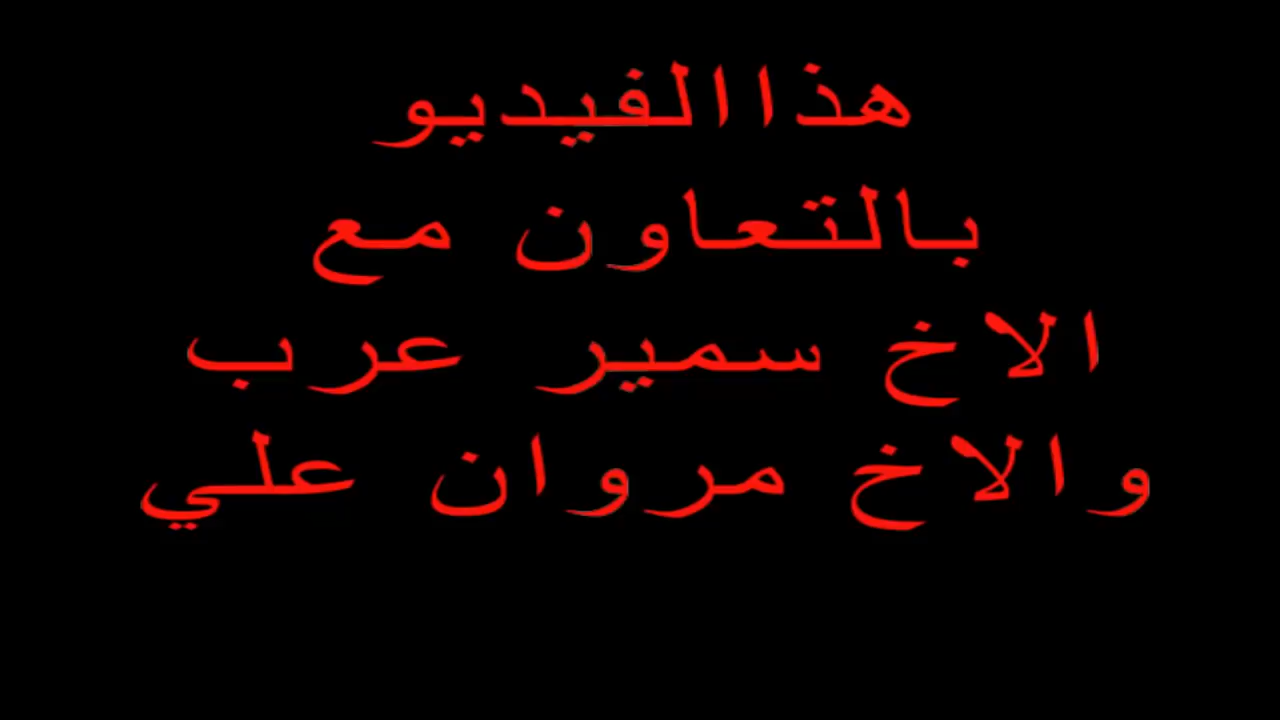 هذاالفيديو
بالتعاون مع
الاخ سمير عرب
والاخ مروان علي